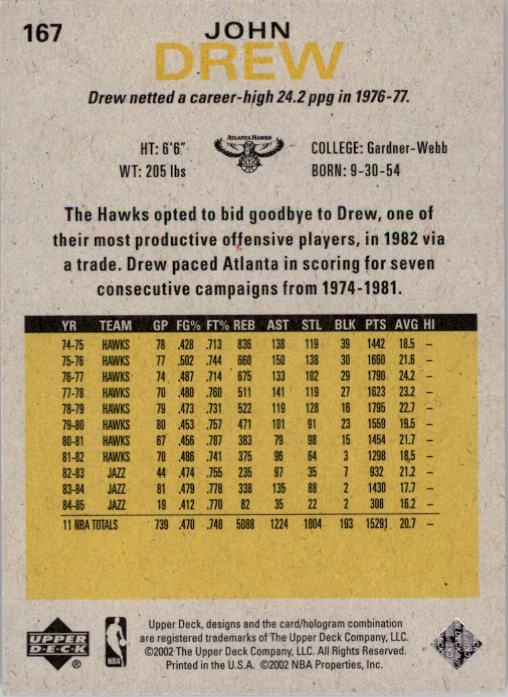 167
JOHN
DREW
Drew netted a career-high 24.2 ppg in 1976-77.
HT: 6'6"
WT: 205 lbs
ATLANTA HAWKS
COLLEGE: Gardner-Webb
BORN: 9-30-54
The Hawks opted to bid goodbye to Drew, one of
their most productive offensive players, in 1982 via
a trade. Drew paced Atlanta in scoring for seven
consecutive campaigns from 1974-1981.
YR TEAM GP FG% FT% REB AST STL BLK PTS AVG HI
74-75 HAWKS 78 .428 .713 836 138 119 39 1442 18.5 –
75-76 HAWKS 77 .502 .744 660 150 138 30 1660 21.6 –
76-77 HAWKS 74 .487 .714 675 133 102 29 1790 24.2 –
77-78 HAWKS 70 .480 .760 511 141 119 27 1623 23.2 –
78-79 HAWKS 79 .473 .731 522 119 128 16 1795 22.7 –
79-80 HAWKS 80 .453 .757 471 101 91 23 1559 19.5 –
80-81 HAWKS 67 .456 .787 383 79 98 15 1454 21.7 –
81-82 HAWKS 70 .486 .741 375 96 64 3 1298 18.5 –
82-83 JAZZ 44 .474 .755 235 97 35 7 932 21.2 –
83-84 JAZZ 81 .479 .778 338 135 88 2 1430 17.7 –
84-85 JAZZ 19 .412 .770 82 35 22 2 308 16.2 –
11 NBA TOTALS 739 .470 .748 5088 1224 1004 193 15291 20.7 –
UPPER
DECK
®
NBA
Upper Deck, designs and the card/hologram combination
are registered trademarks of The Upper Deck Company, LLC.
©2002 The Upper Deck Company, LLC. All Rights Reserved.
Printed in the U.S.A. ©2002 NBA Properties, Inc.